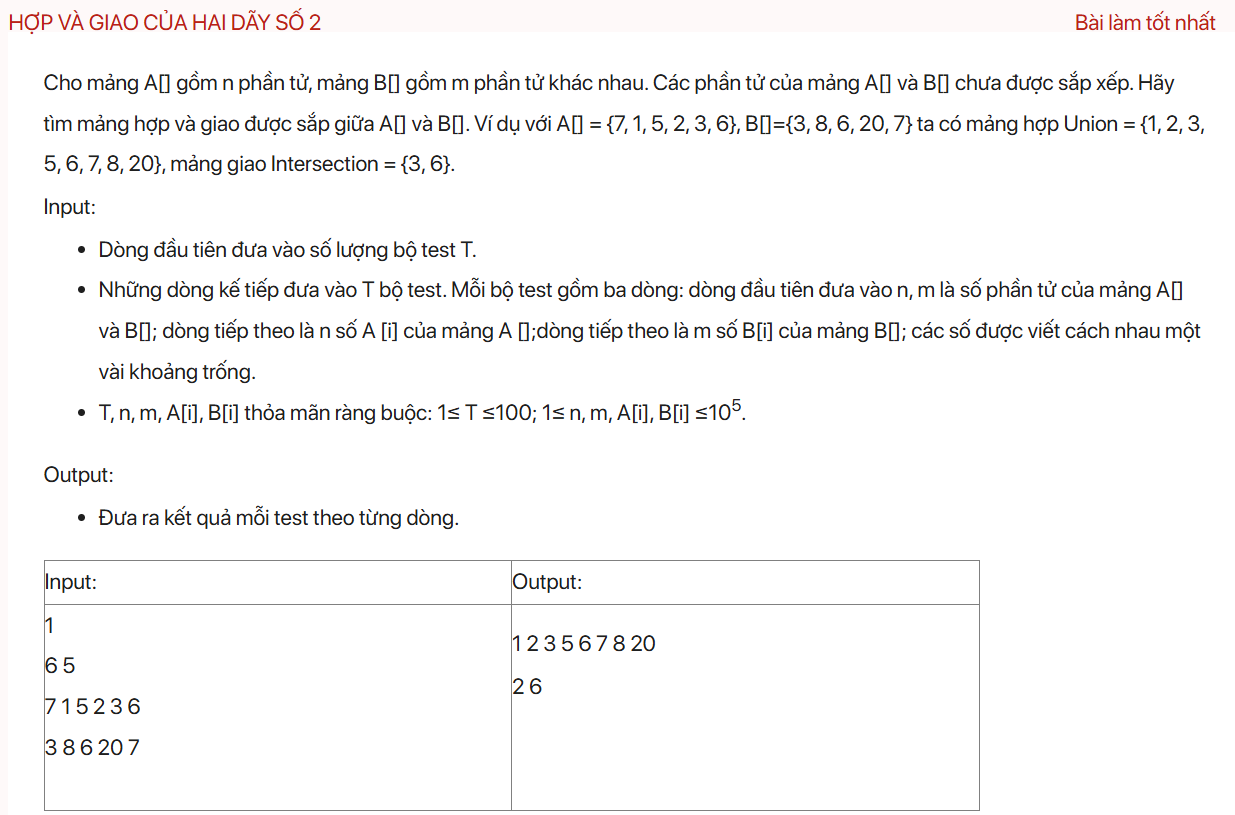 HỢP VÀ GIAO CỦA HAI DÃY SỐ 2
Bài làm tốt nhất
Cho mảng A[] gồm n phần tử, mảng B[] gồm m phần tử khác nhau. Các phần tử của mảng A[] và B[] chưa được sắp xếp. Hãy
tìm mảng hợp và giao được sắp giữa A[] và B[]. Ví dụ với A[] = {7, 1, 5, 2, 3, 6}, B[]={3, 8, 6, 20, 7} ta có mảng hợp Union = {1, 2, 3,
5, 6, 7, 8, 20}, mảng giao Intersection = {3, 6}.
Input:
• Dòng đầu tiên đưa vào số lượng bộ test T.
• Những dòng kế tiếp đưa vào T bộ test. Mỗi bộ test gồm ba dòng: dòng đầu tiên đưa vào n, m là số phần tử của mảng A[]
và B[]; dòng tiếp theo là n số A [i] của mảng A [];dòng tiếp theo là m số B[i] của mảng B[]; các số được viết cách nhau một
vài khoảng trống.
• T, n, m, A[i], B[i] thỏa mãn ràng buộc: 1≤ T ≤100; 1≤ n, m, A[i], B[i] ≤10⁵.
Output:
• Đưa ra kết quả mỗi test theo từng dòng.
Input:
Output:
1
6 5
7 1 5 2 3 6
3 8 6 20 7
1 2 3 5 6 7 8 20
2 6